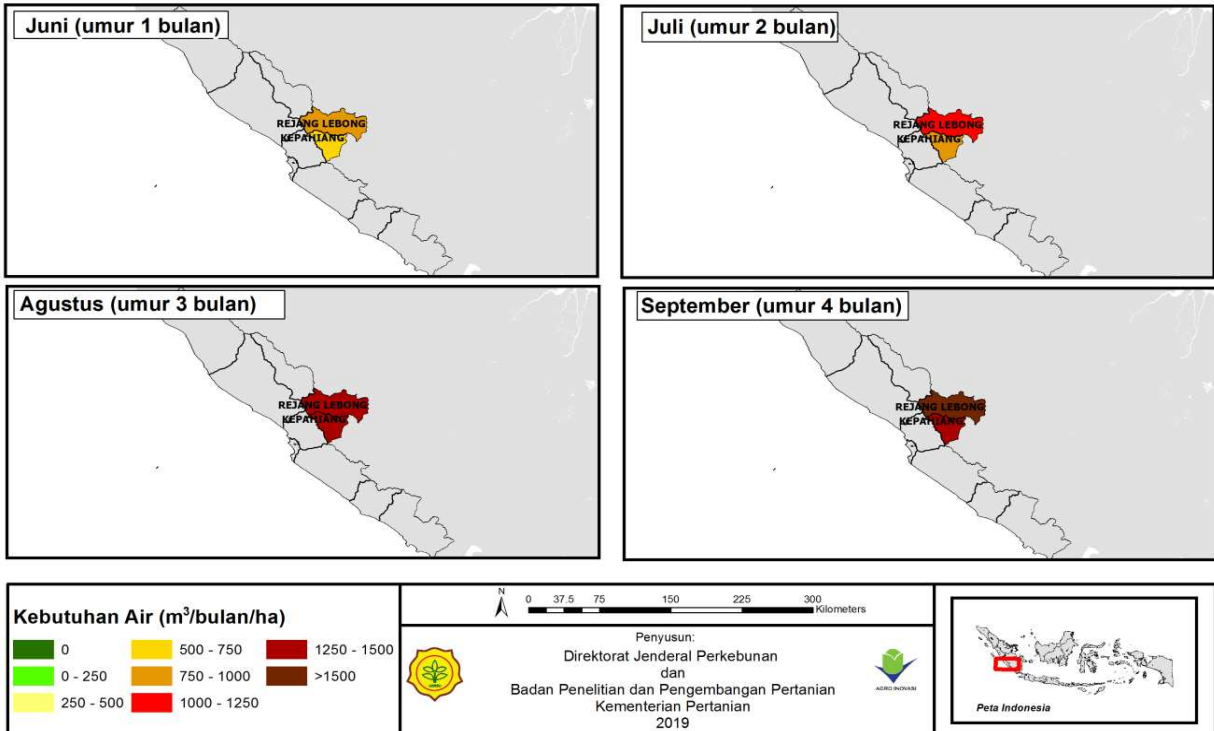 Juni (umur 1 bulan)
REJANG LEBONG
KEPAHIANG
Juli (umur 2 bulan)
REJANG LEBONG
KEPAHIANG
Agustus (umur 3 bulan)
REJANG LEBONG
KEPAHIANG
September (umur 4 bulan)
REJANG LEBONG
KEPAHIANG
Kebutuhan Air (m³/bulan/ha)
0
0 - 250
250 - 500
500 - 750
750 - 1000
1000 - 1250
1250 - 1500
>1500
N
0 37.5 75 150 225 300
Kilometers
Penyusun:
Direktorat Jenderal Perkebunan
dan
Badan Penelitian dan Pengembangan Pertanian
Kementerian Pertanian
2019
AGRO INOVASI
Peta Indonesia